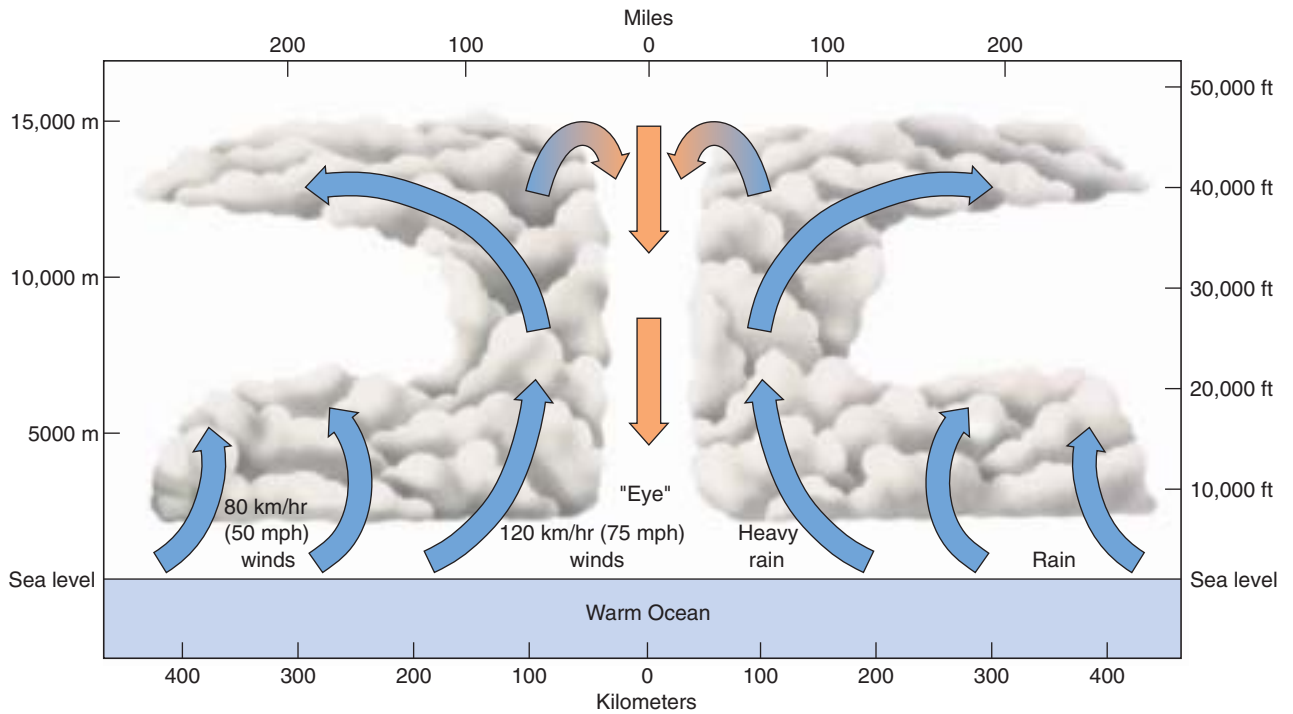 Miles
200 100 0 100 200
50,000 ft
15,000 m
40,000 ft
10,000 m
30,000 ft
20,000 ft
5000 m
"Eye"
10,000 ft
80 km/hr
(50 mph)
winds
120 km/hr (75 mph)
winds
Heavy
rain
Rain
Sea level
Sea level
Warm Ocean
400 300 200 100 0 100 200 300 400
Kilometers